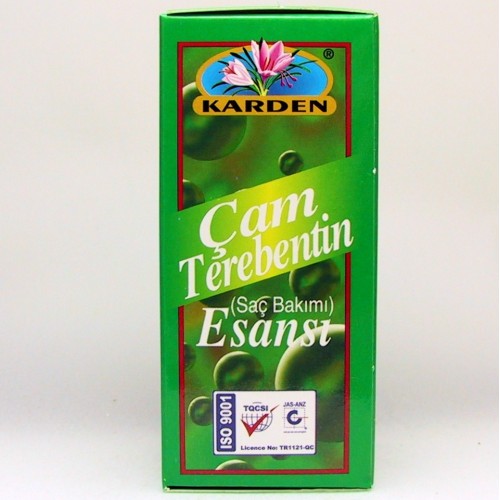 ®
KARDEN
Çam
Terebentin
(Saç Bakımı)
Esansı
ISO 9001
TQCSI
JAS-ANZ
Licence No: TR1121-QC